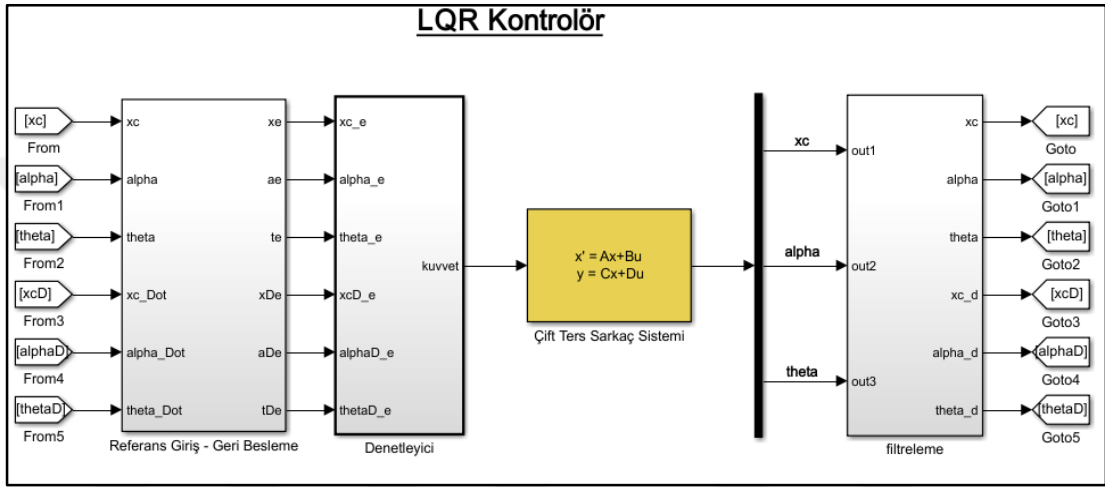 LQR Kontrolör
[xc]
From
[alpha]
From1
[theta]
From2
[xcD]
From3
[alphaD]
From4
[thetaD]
From5
xc
alpha
theta
xc_Dot
alpha_Dot
theta_Dot
xe
ae
te
xDe
aDe
tDe
Referans Giriş - Geri Besleme
xc_e
alpha_e
theta_e
xcD_e
alphaD_e
thetaD_e
kuvvet
Denetleyici
x' = Ax+Bu
y = Cx+Du
Çift Ters Sarkaç Sistemi
xc
alpha
theta
out1
out2
out3
xc
alpha
theta
xc_d
alpha_d
theta_d
filtreleme
[xc]
Goto
[alpha]
Goto1
[theta]
Goto2
[xcD]
Goto3
[alphaD]
Goto4
[thetaD]
Goto5